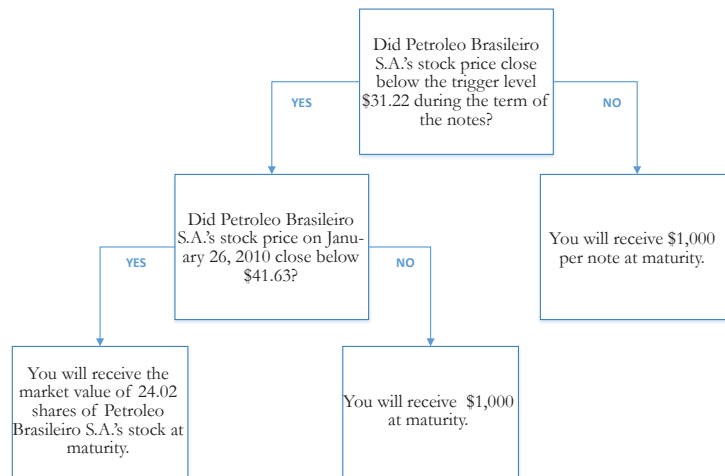 Did Petroleo Brasileiro
S.A.'s stock price close
below the trigger level
$31.22 during the term of
the notes?
YES
NO
Did Petroleo Brasileiro
S.A.'s stock price on Janu-
ary 26, 2010 close below
$41.63?
You will receive $1,000
per note at maturity.
YES
NO
You will receive the
market value of 24.02
shares of Petroleo
Brasileiro S.A.'s stock at
maturity.
You will receive $1,000
at maturity.